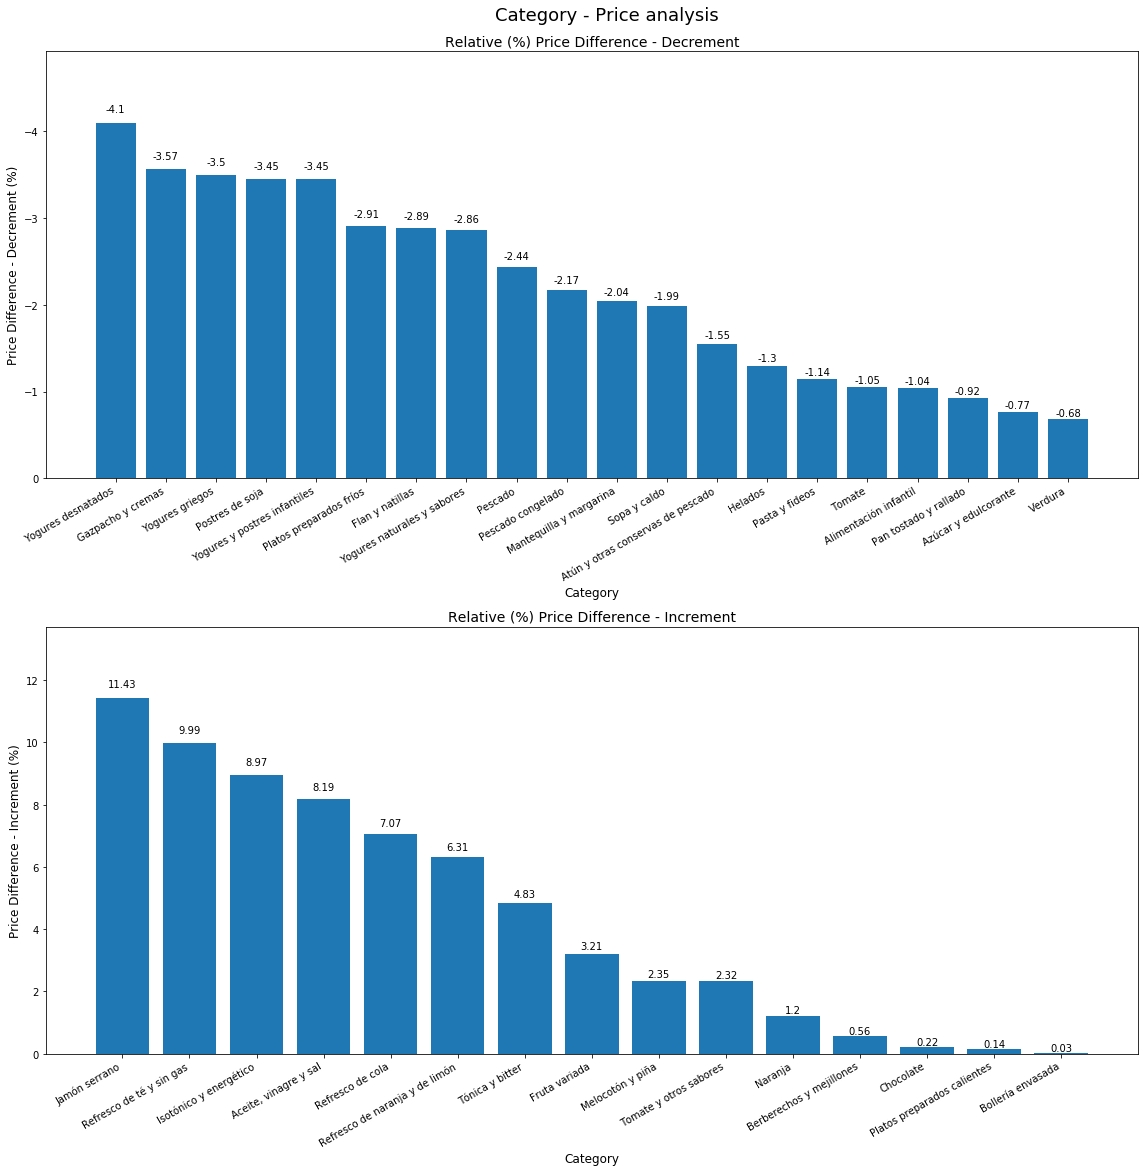 Category - Price analysis
Relative (%) Price Difference - Decrement
Price Difference - Decrement (%)
−4
−3
−2
−1
0
-4.1
-3.57
-3.5
-3.45
-3.45
-2.91
-2.89
-2.86
-2.44
-2.17
-2.04
-1.99
-1.55
-1.3
-1.14
-1.05
-1.04
-0.92
-0.77
-0.68
Yogures desnatados
Gazpacho y cremas
Yogures griegos
Postres de soja
Yogures y postres infantiles
Platos preparados fríos
Flan y natillas
Yogures naturales y sabores
Pescado
Pescado congelado
Mantequilla y margarina
Sopa y caldo
Atún y otras conservas de pescado
Helados
Pasta y fideos
Tomate
Alimentación infantil
Pan tostado y rallado
Azúcar y edulcorante
Verdura
Category
Relative (%) Price Difference - Increment
Price Difference - Increment (%)
12
10
8
6
4
2
0
11.43
9.99
8.97
8.19
7.07
6.31
4.83
3.21
2.35
2.32
1.2
0.56
0.22
0.14
0.03
Jamón serrano
Refresco de té y sin gas
Isotónico y energético
Aceite, vinagre y sal
Refresco de cola
Refresco de naranja y de limón
Tónica y bitter
Fruta variada
Melocotón y piña
Tomate y otros sabores
Naranja
Berberechos y mejillones
Chocolate
Platos preparados calientes
Bollería envasada
Category